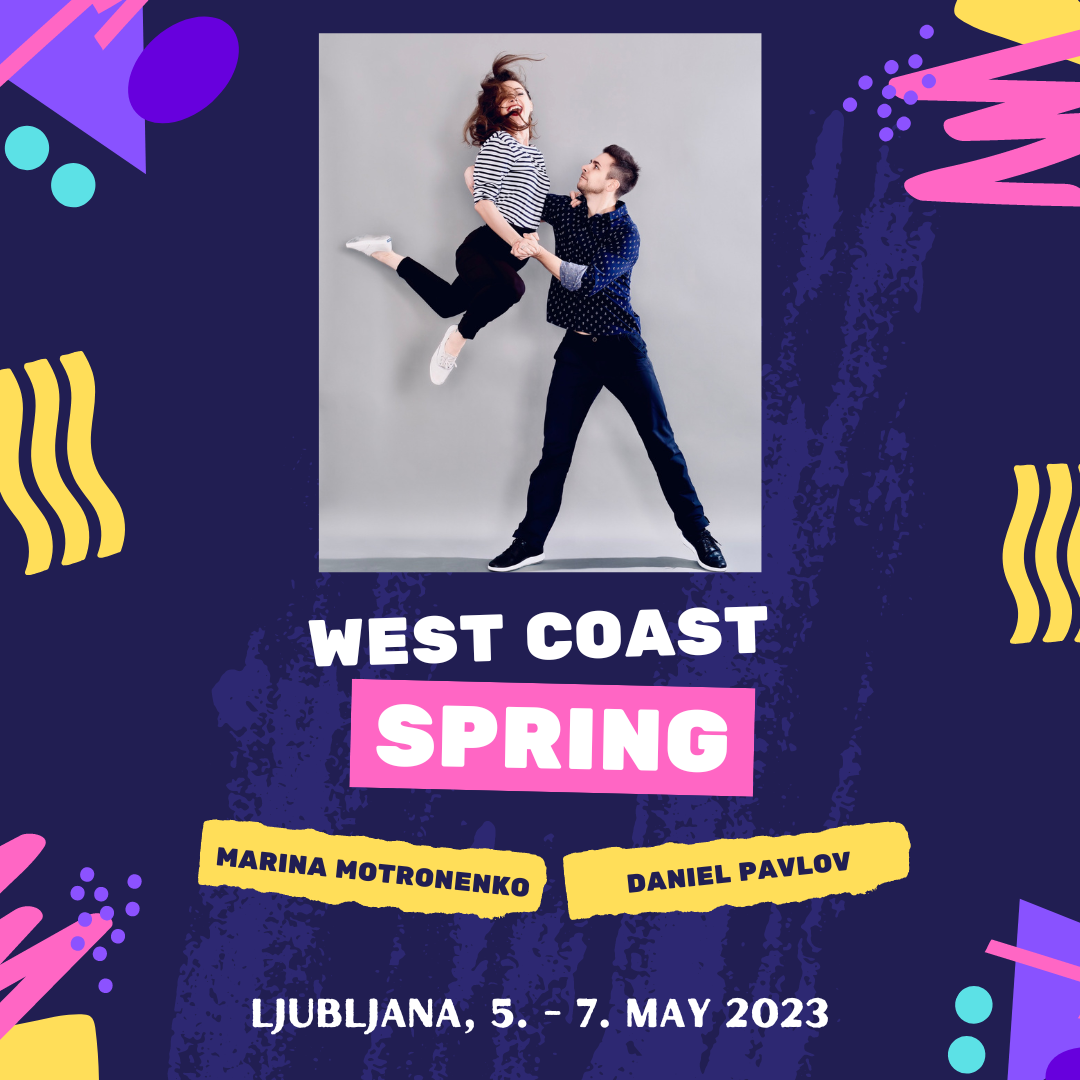 WEST COAST
SPRING
MARINA MOTRONENKO
DANIEL PAVLOV
LJUBLJANA, 5. - 7. MAY 2023